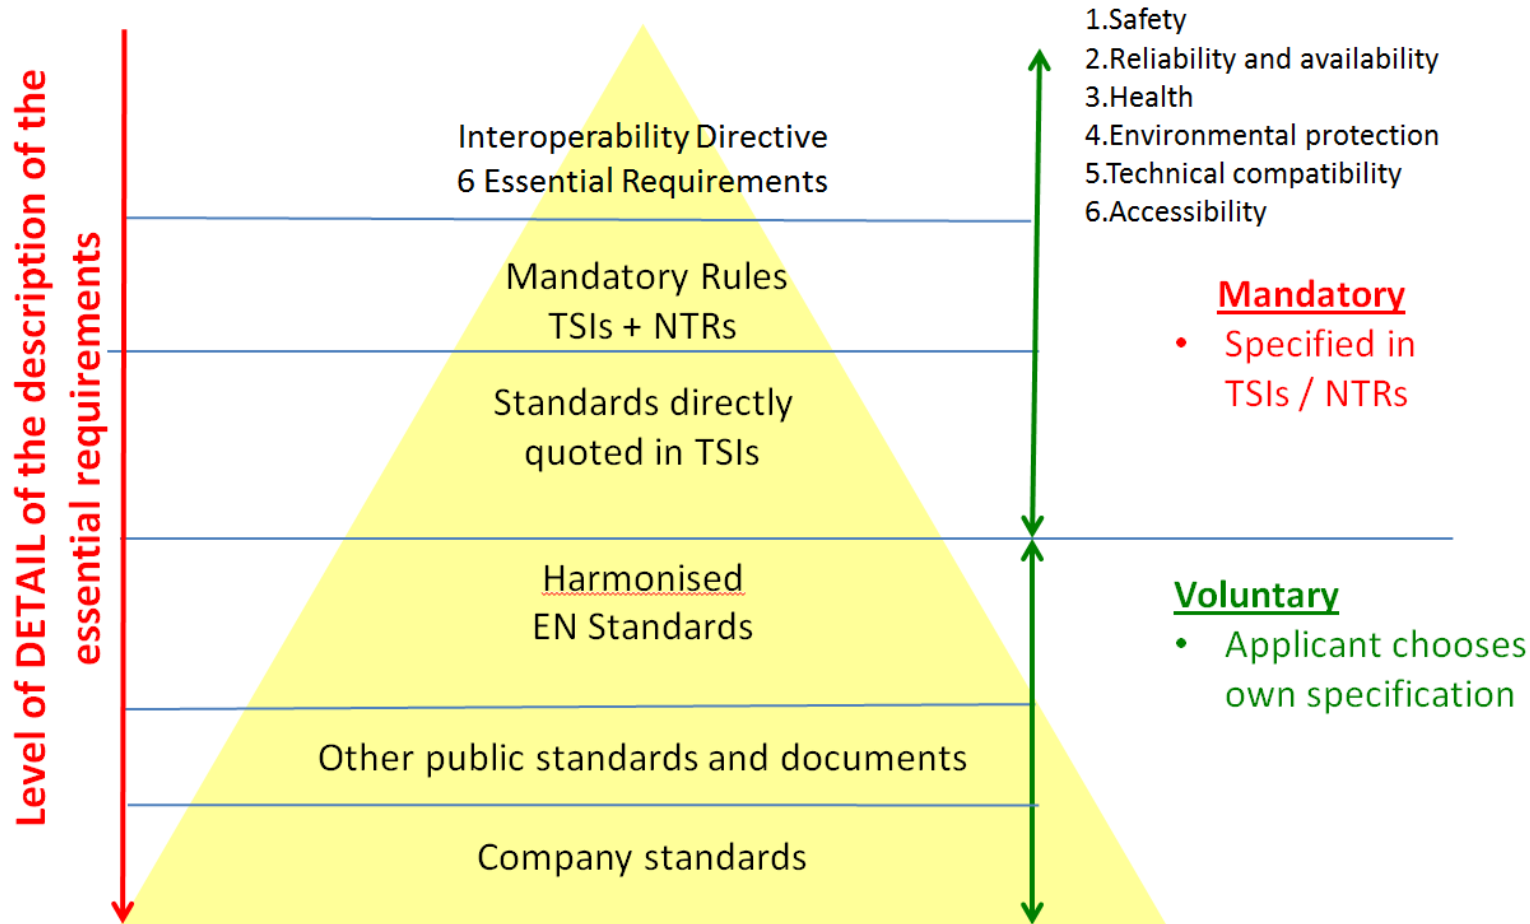 Level of DETAIL of the description of the
essential requirements
Interoperability Directive
6 Essential Requirements
Mandatory Rules
TSIs + NTRs
Standards directly
quoted in TSIs
Harmonised
EN Standards
Other public standards and documents
Company standards
1.Safety
2.Reliability and availability
3.Health
4.Environmental protection
5.Technical compatibility
6.Accessibility
Mandatory
• Specified in
TSIs / NTRs
Voluntary
• Applicant chooses
own specification